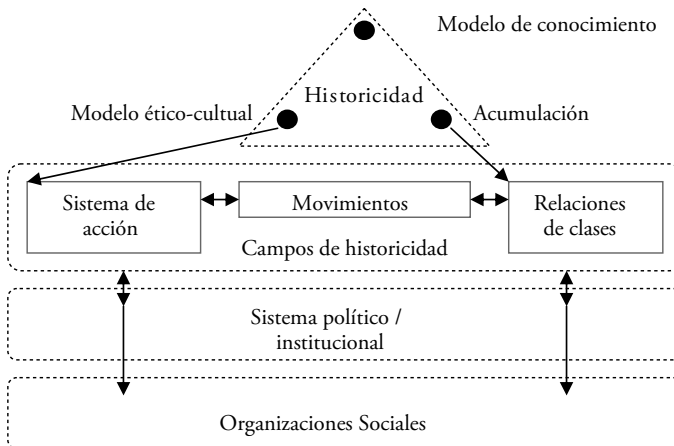 Modelo de conocimiento
Historicidad
Modelo ético-cultual
Acumulación
Sistema de
acción
Movimientos
Relaciones
de clases
Campos de historicidad
Sistema político /
institucional
Organizaciones Sociales